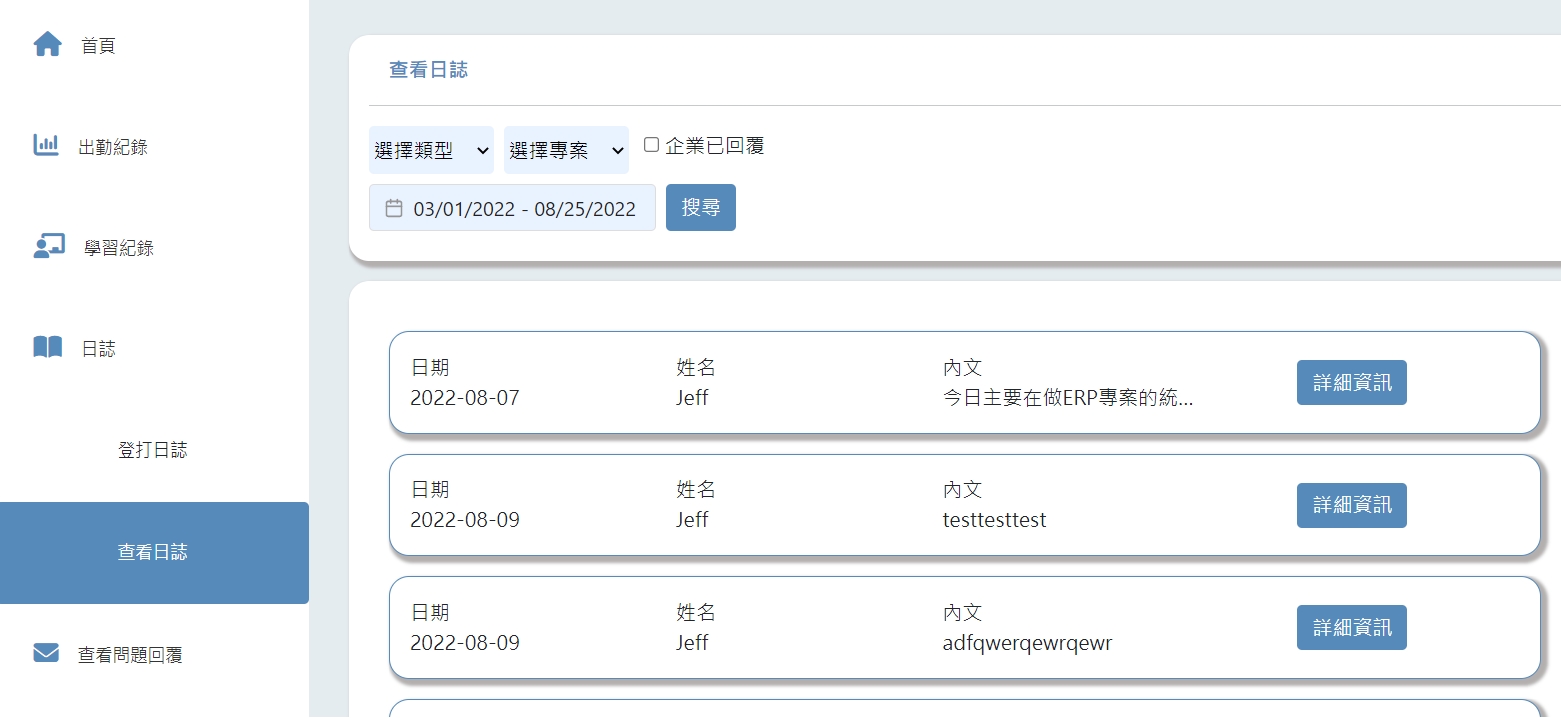 首頁
出勤紀錄
學習紀錄
日誌
登打日誌
查看日誌
查看問題回覆
查看日誌
選擇類型 選擇專案 企業已回覆
03/01/2022 - 08/25/2022 搜尋
日期 姓名 內文
2022-08-07 Jeff 今日主要在做ERP專案的統... 詳細資訊
日期 姓名 內文
2022-08-09 Jeff testtesttest 詳細資訊
日期 姓名 內文
2022-08-09 Jeff adfqwerqewrqewr 詳細資訊